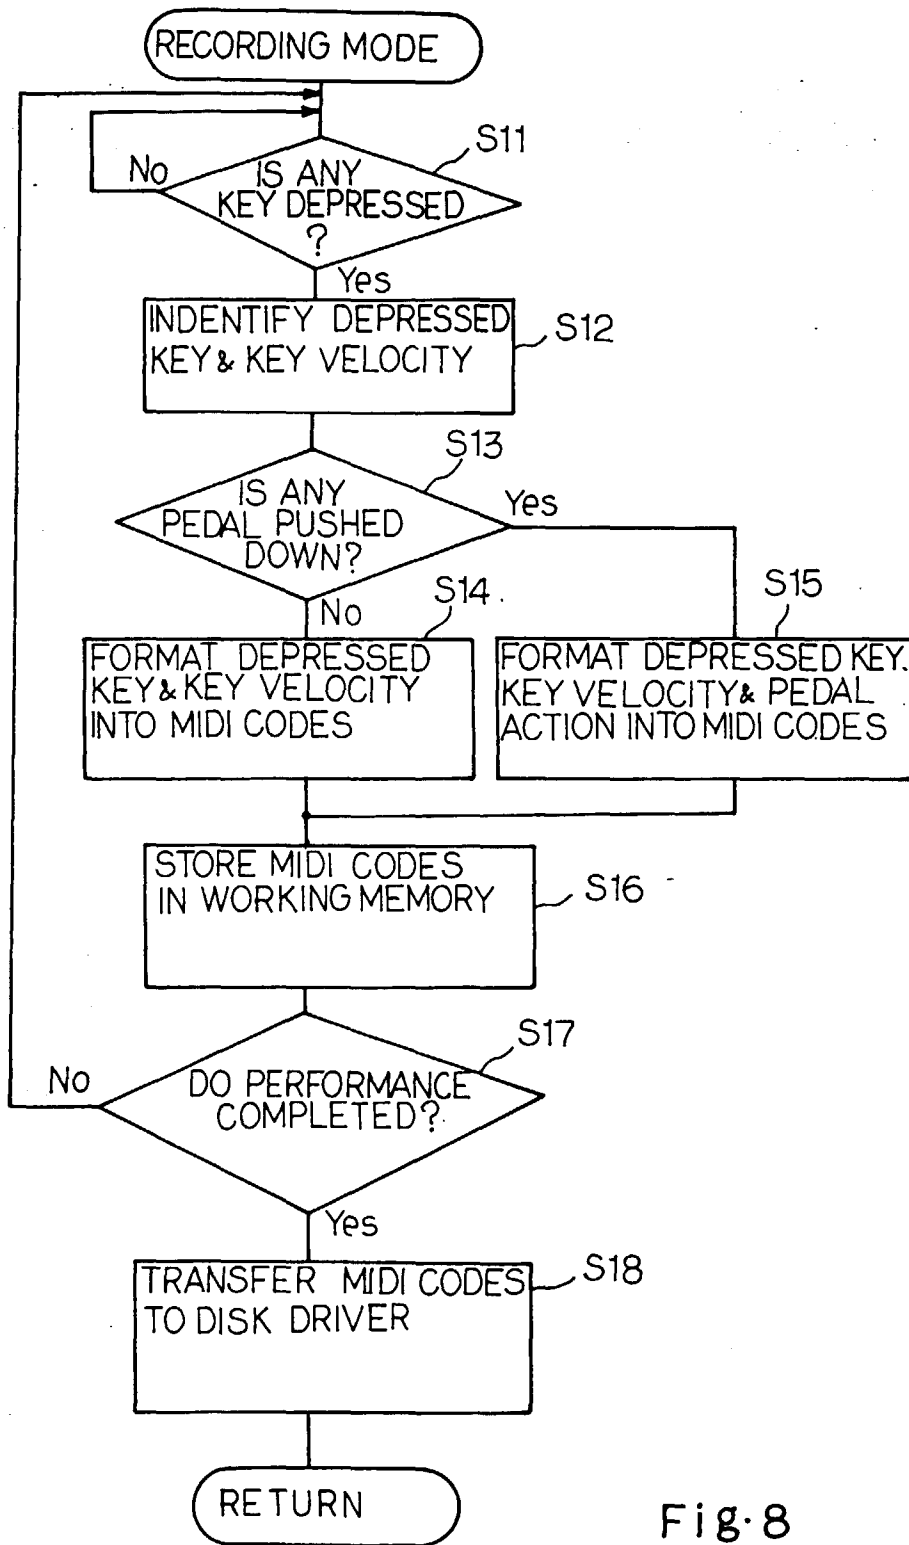 RECORDING MODE
S11
No
IS ANY
KEY DEPRESSED
?
Yes
INDENTIFY DEPRESSED
KEY & KEY VELOCITY
S12
S13
IS ANY
PEDAL PUSHED
DOWN?
Yes
No
S14
S15
FORMAT DEPRESSED
KEY & KEY VELOCITY
INTO MIDI CODES
FORMAT DEPRESSED KEY.
KEY VELOCITY & PEDAL
ACTION INTO MIDI CODES
STORE MIDI CODES
IN WORKING MEMORY
S16
S17
No
DO PERFORMANCE
COMPLETED?
Yes
TRANSFER MIDI CODES
TO DISK DRIVER
S18
RETURN
Fig. 8